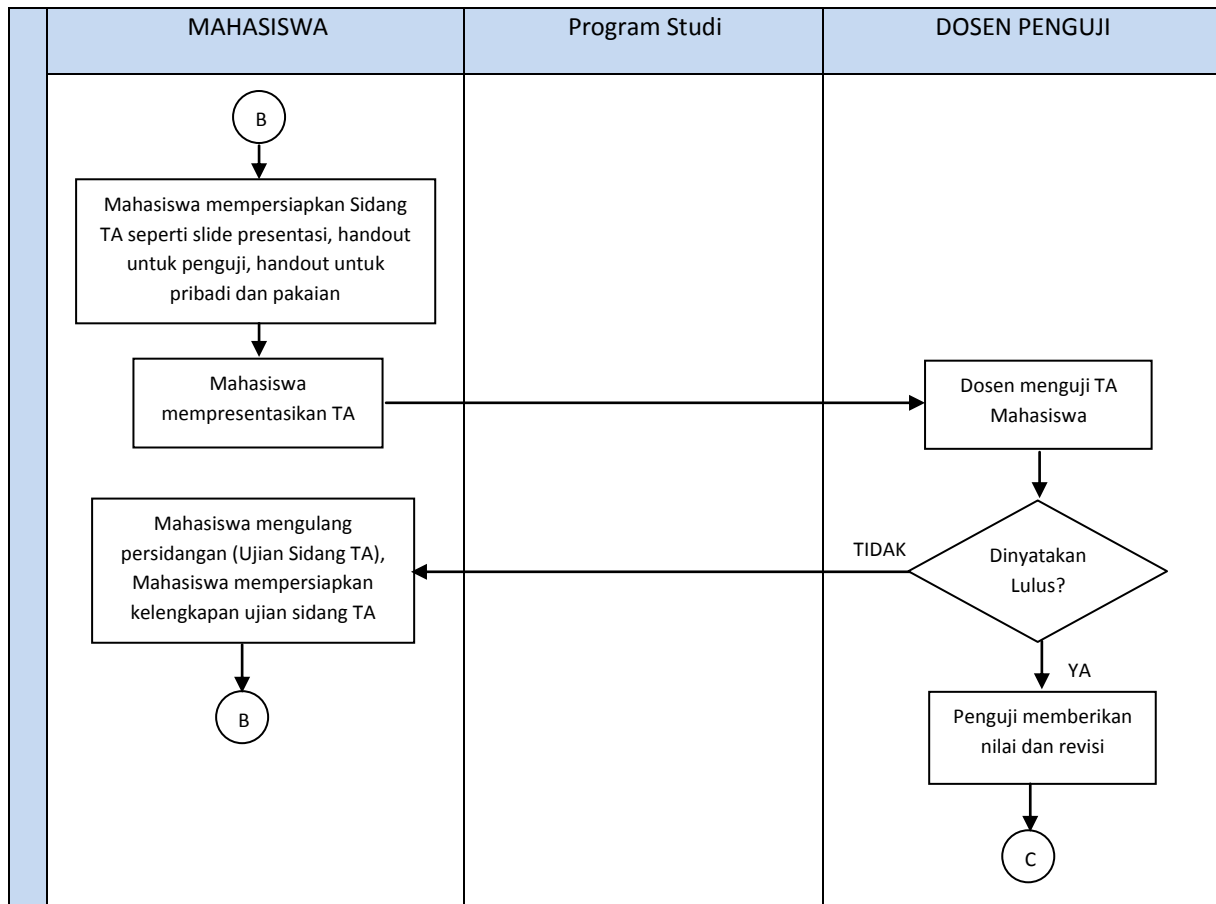 MAHASISWA
Program Studi
DOSEN PENGUJI
B
Mahasiswa mempersiapkan Sidang
TA seperti slide presentasi, handout
untuk penguji, handout untuk
pribadi dan pakaian
Mahasiswa
mempresentasikan TA
Dosen menguji TA
Mahasiswa
Mahasiswa mengulang
persidangan (Ujian Sidang TA),
Mahasiswa mempersiapkan
kelengkapan ujian sidang TA
TIDAK
Dinyatakan
Lulus?
YA
B
Penguji memberikan
nilai dan revisi
C